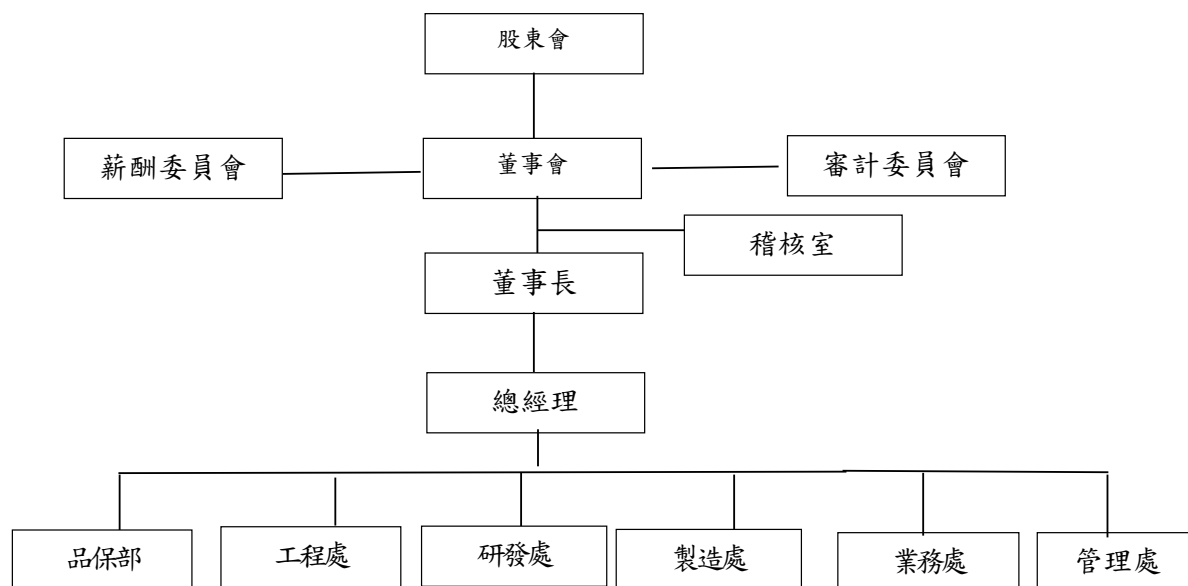 股東會
薪酬委員會
董事會
審計委員會
稽核室
董事長
總經理
品保部
工程處
研發處
製造處
業務處
管理處